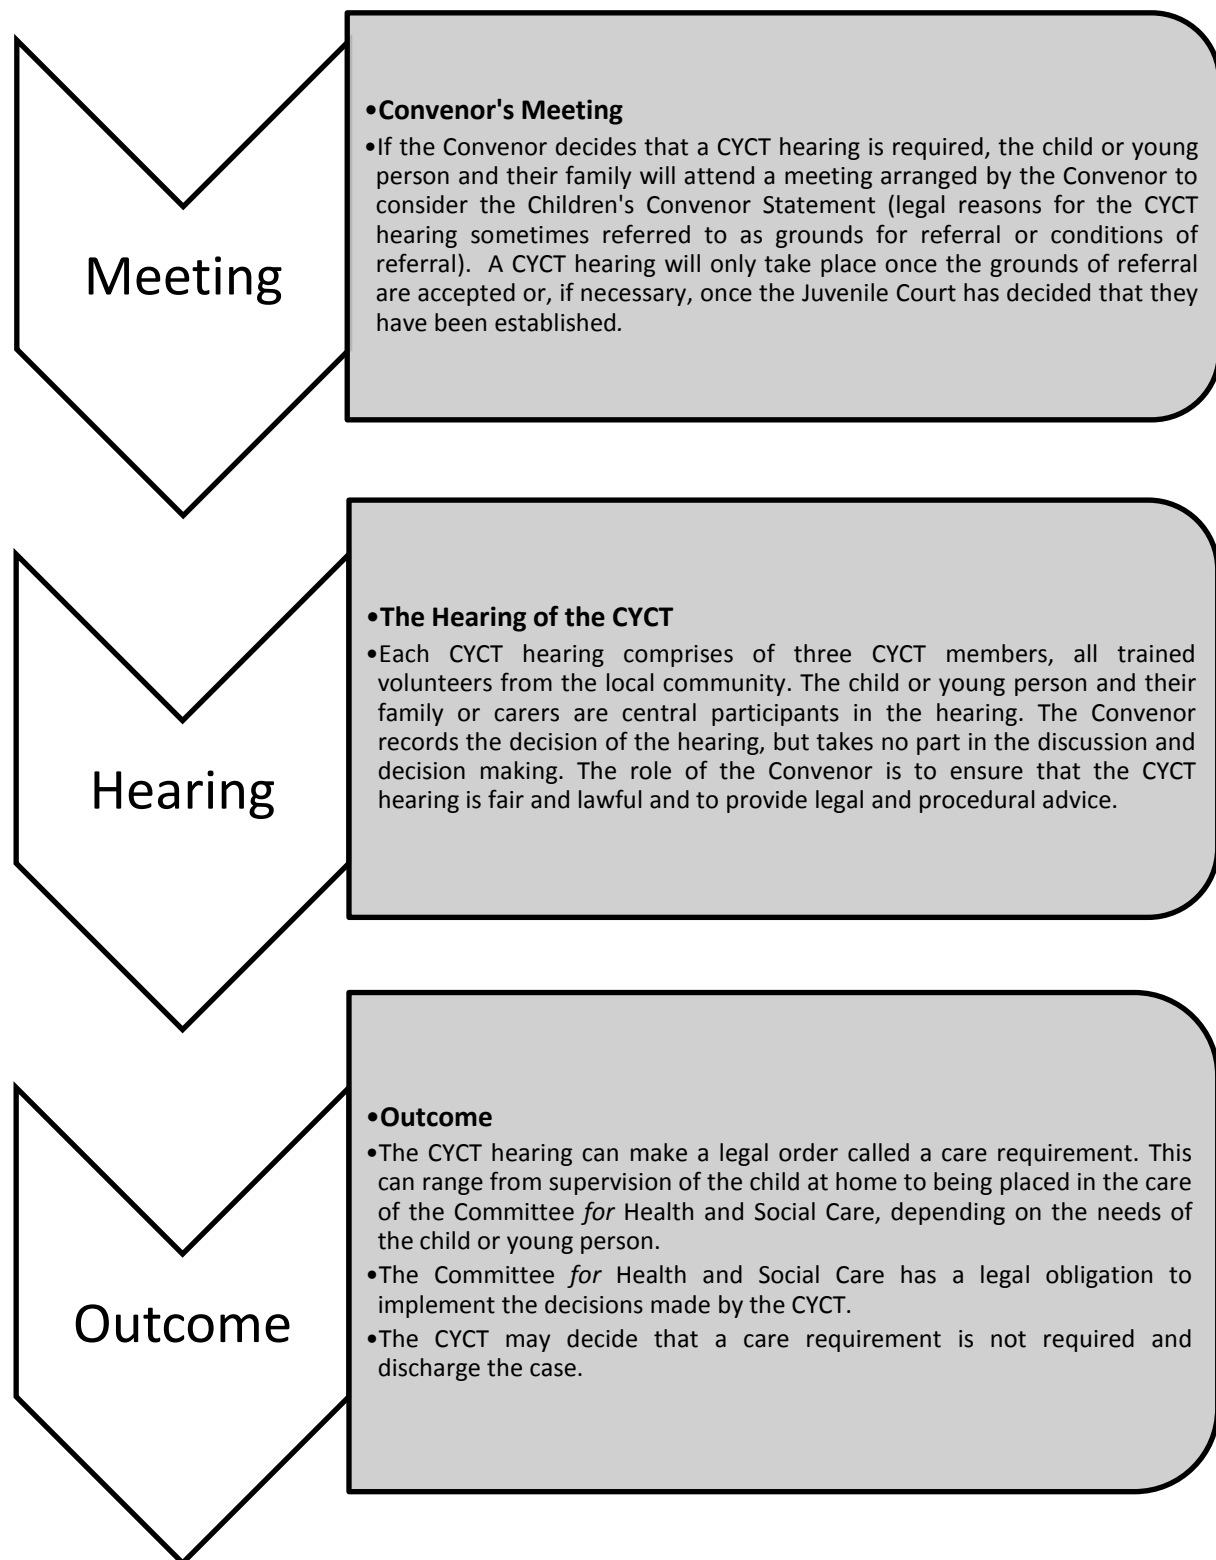 Meeting
•Convenor's Meeting
•If the Convenor decides that a CYCT hearing is required, the child or young
person and their family will attend a meeting arranged by the Convenor to
consider the Children's Convenor Statement (legal reasons for the CYCT
hearing sometimes referred to as grounds for referral or conditions of
referral). A CYCT hearing will only take place once the grounds of referral
are accepted or, if necessary, once the Juvenile Court has decided that they
have been established.
Hearing
•The Hearing of the CYCT
•Each CYCT hearing comprises of three CYCT members, all trained
volunteers from the local community. The child or young person and their
family or carers are central participants in the hearing. The Convenor
records the decision of the hearing, but takes no part in the discussion and
decision making. The role of the Convenor is to ensure that the CYCT
hearing is fair and lawful and to provide legal and procedural advice.
Outcome
•Outcome
•The CYCT hearing can make a legal order called a care requirement. This
can range from supervision of the child at home to being placed in the care
of the Committee for Health and Social Care, depending on the needs of
the child or young person.
•The Committee for Health and Social Care has a legal obligation to
implement the decisions made by the CYCT.
•The CYCT may decide that a care requirement is not required and
discharge the case.